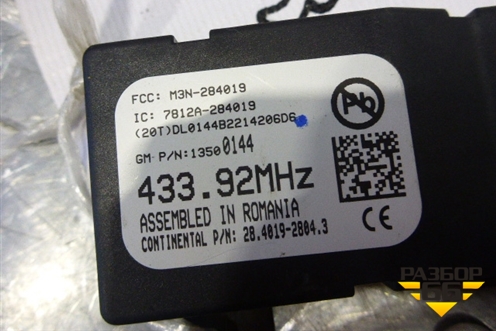 FCC: M3N-284019
IC: 7812A-284019
(20T)DL0144B2214206D6
GM P/N:13500144
433.92MHz
ASSEMBLED IN ROMANIA
CONTINENTAL P/N: 28.4019-2804.3
Pb
CE
РАЗБОР
66